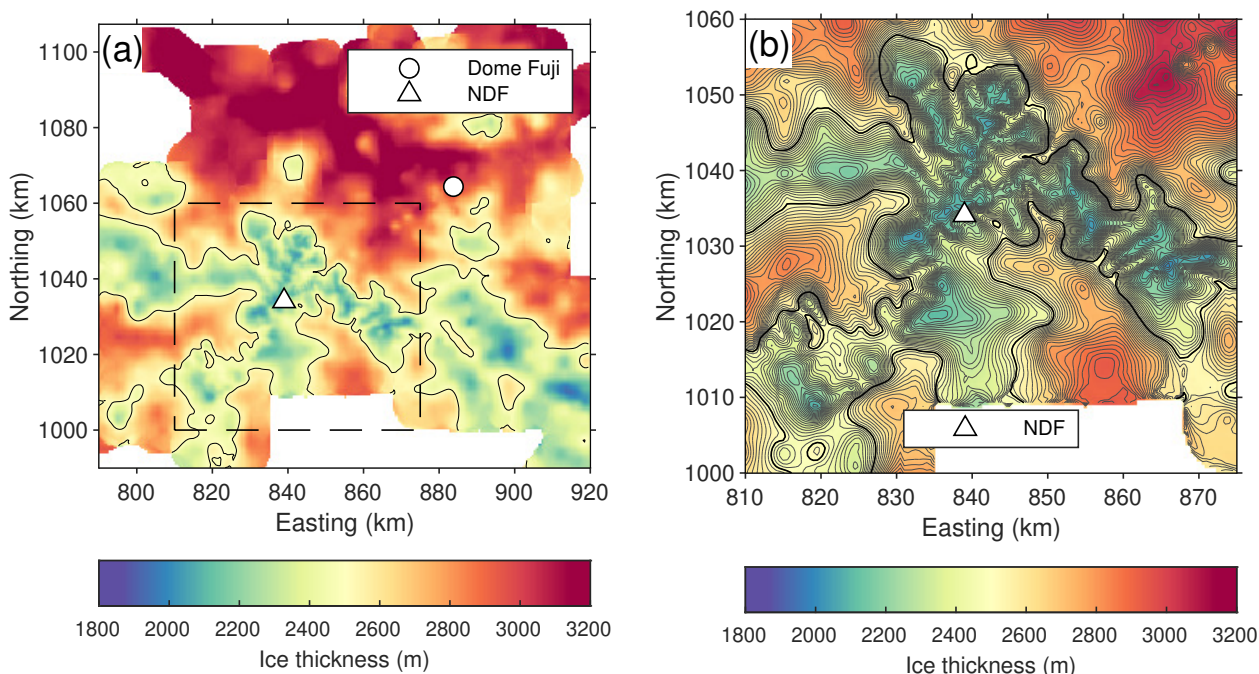 (a)
Dome Fuji
NDF
1100
1080
1060
1040
1020
1000
Northing (km)
800 820 840 860 880 900 920
Easting (km)
1800 2000 2200 2400 2600 2800 3000 3200
Ice thickness (m)
(b)
1060
1050
1040
1030
1020
1010
1000
Northing (km)
NDF
810 820 830 840 850 860 870
Easting (km)
1800 2000 2200 2400 2600 2800 3000 3200
Ice thickness (m)